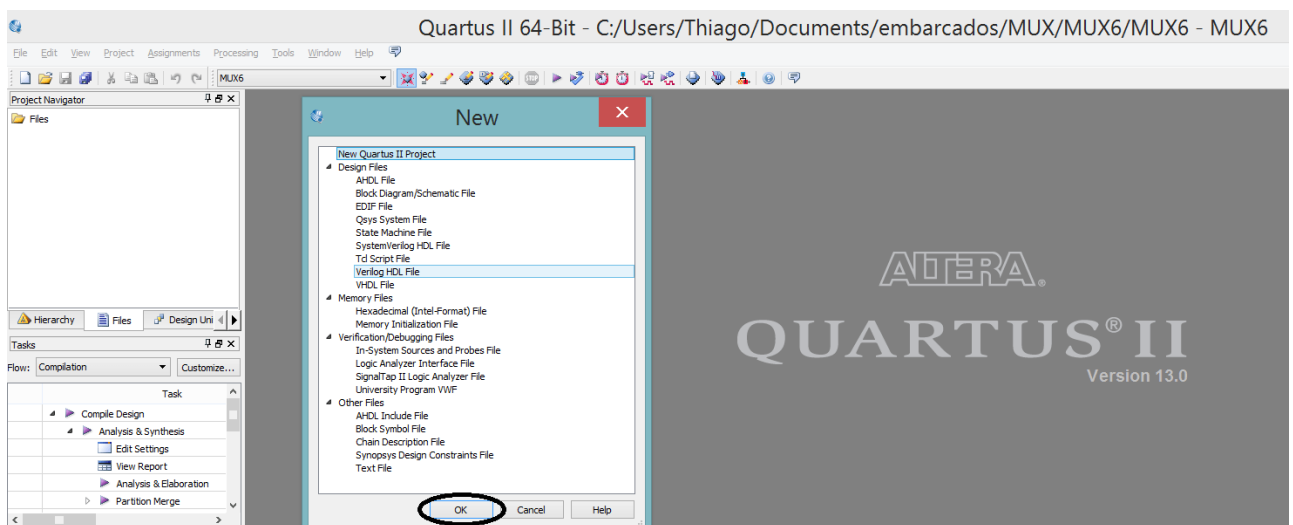 Quartus II 64-Bit - C:/Users/Thiago/Documents/embarcados/MUX/MUX6/MUX6 - MUX6
File Edit View Project Assignments Processing Tools Window Help
MUX6
Project Navigator
Files
Hierarchy Files Design Uni
Tasks
Flow: Compilation Customize...
Task
Compile Design
Analysis & Synthesis
Edit Settings
View Report
Analysis & Elaboration
Partition Merge
New
New Quartus II Project
Design Files
AHDL File
Block Diagram/Schematic File
EDIF File
Qsys System File
State Machine File
SystemVerilog HDL File
Tcl Script File
Verilog HDL File
VHDL File
Memory Files
Hexadecimal (Intel-Format) File
Memory Initialization File
Verification/Debugging Files
In-System Sources and Probes File
Logic Analyzer Interface File
SignalTap II Logic Analyzer File
University Program VWF
Other Files
AHDL Include File
Block Symbol File
Chain Description File
Synopsys Design Constraints File
Text File
OK Cancel Help
ALTERA®
QUARTUS® II
Version 13.0